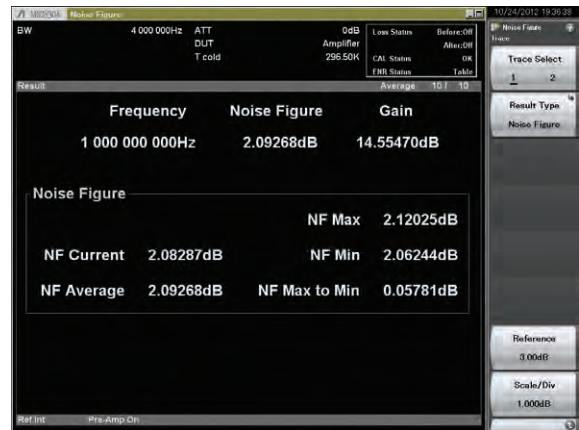 MS2830A Noise Figure
10/24/2012 19:36:38
BW 4 000 000Hz ATT 0dB
DUT Amplifier
T cold 296.50K
Loss Status Before:Off
After:Off
CAL Status OK
ENR Status Table
Result Average 10 / 10
Frequency Noise Figure Gain
1 000 000 000Hz 2.09268dB 14.55470dB
Noise Figure
NF Max 2.12025dB
NF Current 2.08287dB NF Min 2.06244dB
NF Average 2.09268dB NF Max to Min 0.05781dB
Ref.Int Pre-Amp On
Noise Figure
Trace
Trace Select
1 2
Result Type
Noise Figure
Reference
3.00dB
Scale/Div
1.000dB